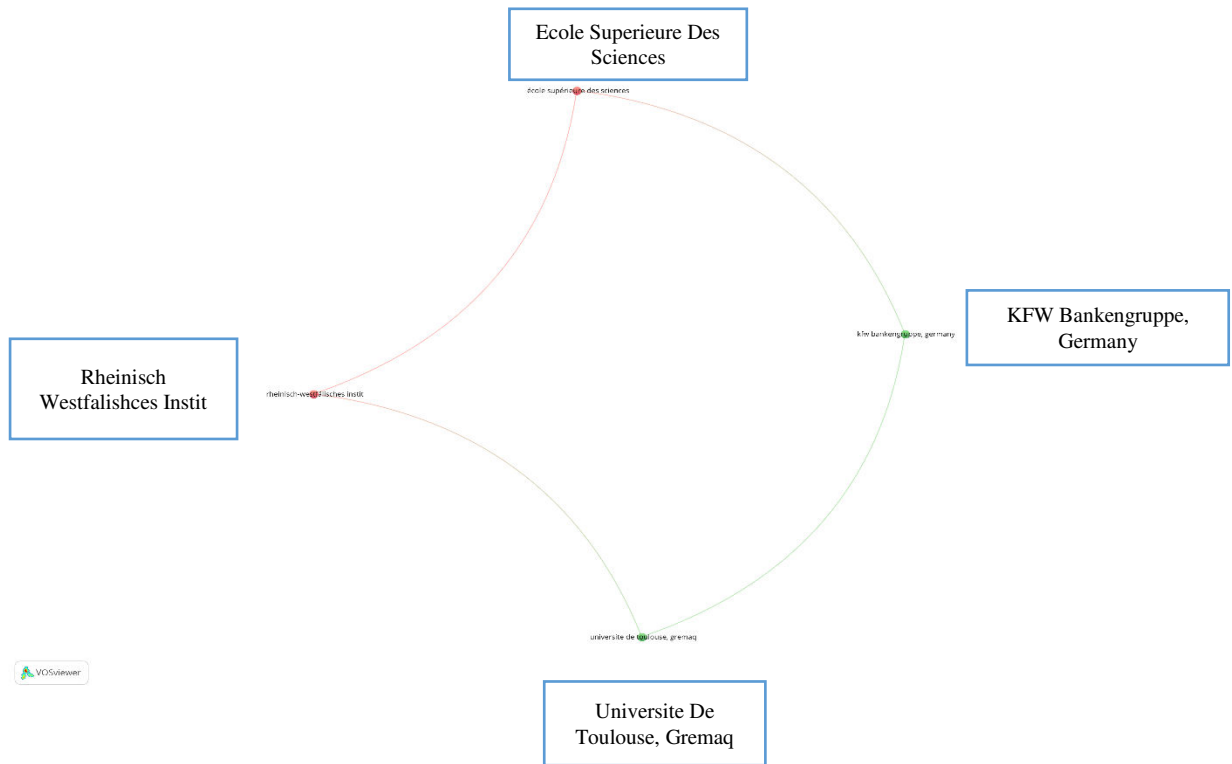 Ecole Superieure Des
Sciences
école supérieure des sciences
KFW Bankengruppe,
Germany
kfw bankengruppe, germany
Rheinisch
Westfalishces Instit
rheinisch-westfälisches instit
universite de toulouse, gremaq
VOSviewer
Universite De
Toulouse, Gremaq